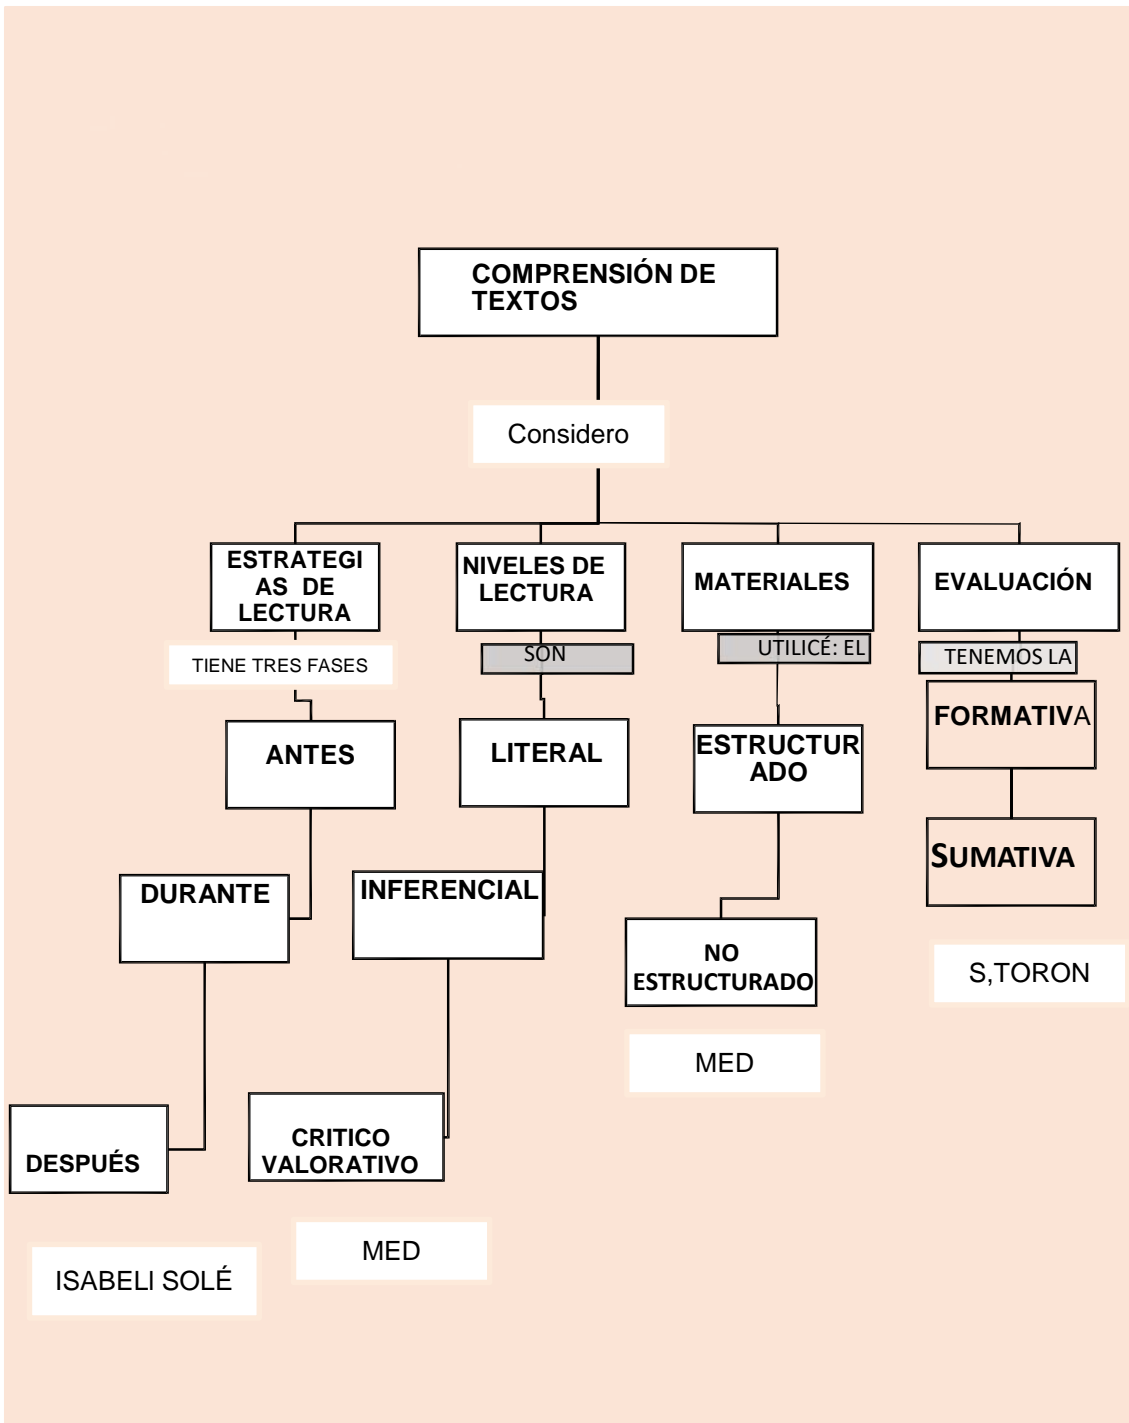 COMPRENSIÓN DE
TEXTOS
Considero
ESTRATEGI
AS DE
LECTURA
TIENE TRES FASES
ANTES
DURANTE
DESPUÉS
ISABELI SOLÉ
NIVELES DE
LECTURA
SON
LITERAL
INFERENCIAL
CRITICO
VALORATIVO
MED
MATERIALES
UTILICÉ: EL
ESTRUCTUR
ADO
NO
ESTRUCTURADO
MED
EVALUACIÓN
TENEMOS LA
FORMATIVA
SUMATIVA
S,TORON